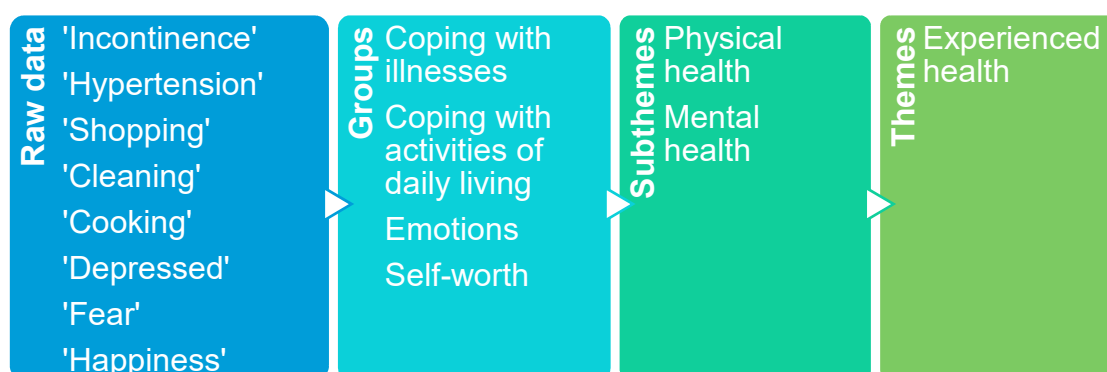 Raw data
'Incontinence'
'Hypertension'
'Shopping'
'Cleaning'
'Cooking'
'Depressed'
'Fear'
'Happiness'
Groups
Coping with
illnesses
Coping with
activities of
daily living
Emotions
Self-worth
Subthemes
Physical
health
Mental
health
Themes
Experienced
health